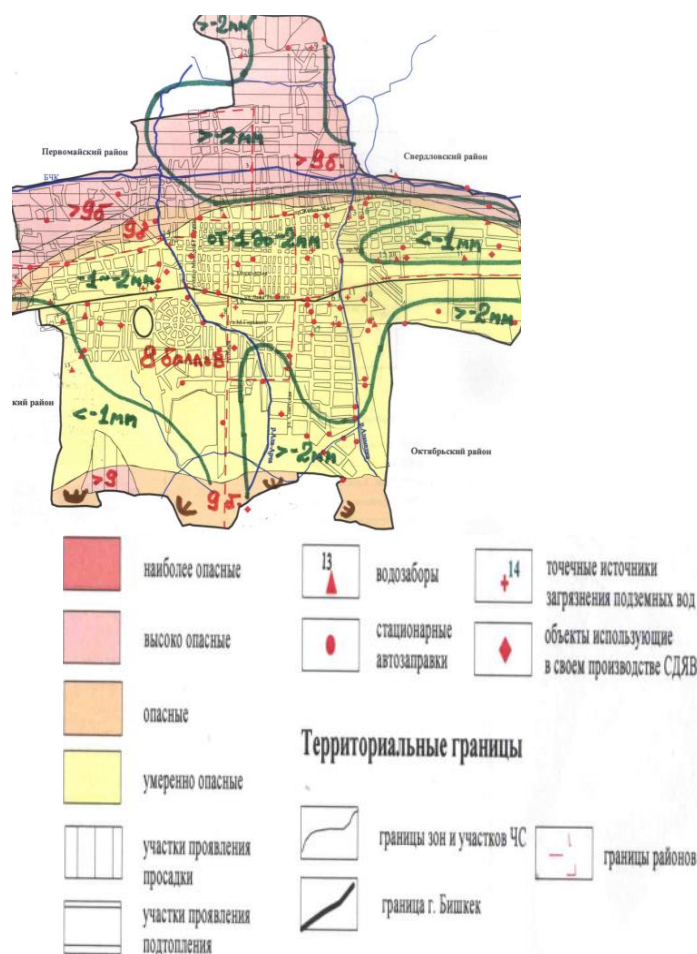 >-2мм
>-2мм
Первомайский район
>9б.
Свердловский район
БЧК
>9б
9б
от-1 до-2мм
<-1мм
-1--2мм
>-2мм
8 баллов
кий район
<-1мм
р.Ала-Арча
>-2мм
Октябрьский район
>9
9 б.
наиболее опасные
высоко опасные
опасные
умеренно опасные
участки проявления
просадки
участки проявления
подтопления
13
водозаборы
стационарные
автозаправки
14
точечные источники
загрязнения подземных вод
объекты использующие
в своем производстве СДЯВ
Территориальные границы
границы зон и участков ЧС
граница г. Бишкек
границы районов